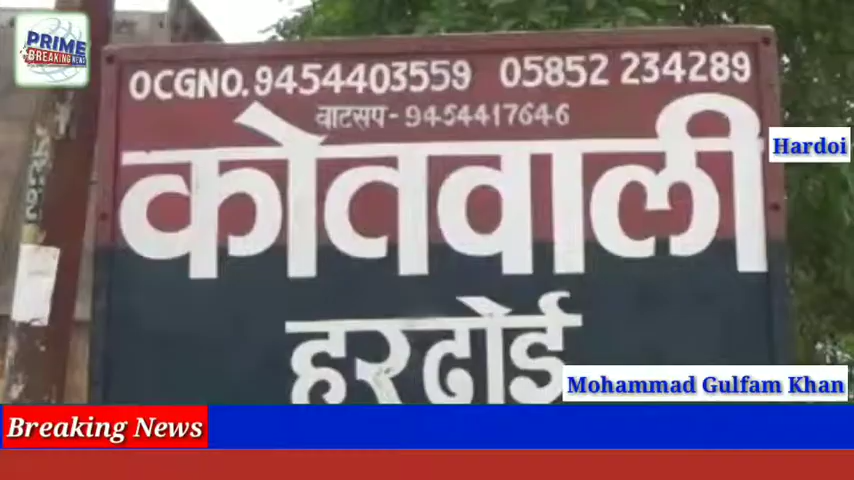 PRIME
BREAKING NEWS
OCGNO.9454403559 05852 234289
वाटसप-9454417646
कोतवाली
Hardoi
हरदोई
Mohammad Gulfam Khan
Breaking News